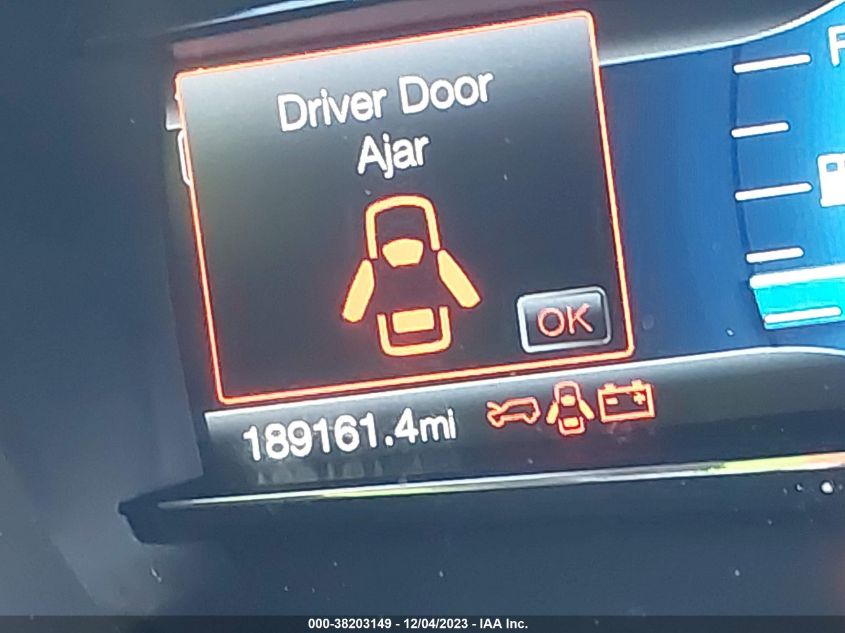 Driver Door
Ajar
OK
189161.4mi
F
000-38203149 - 12/04/2023 - IAA Inc.